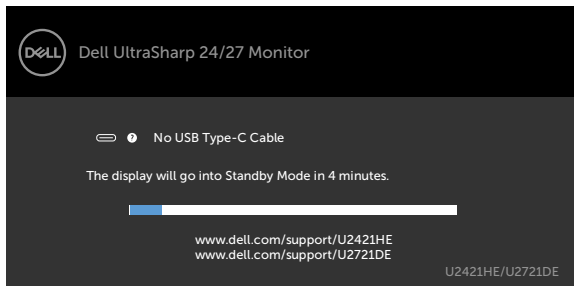 DELL
Dell UltraSharp 24/27 Monitor
? No USB Type-C Cable
The display will go into Standby Mode in 4 minutes.
www.dell.com/support/U2421HE
www.dell.com/support/U2721DE
U2421HE/U2721DE